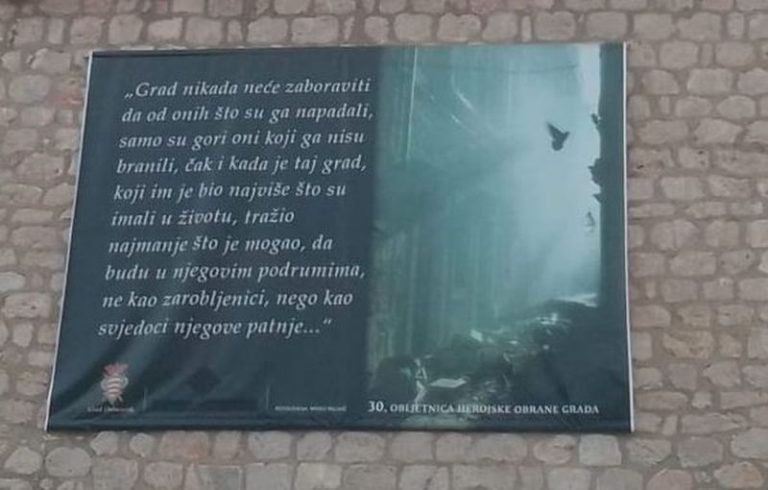 „Grad nikada neće zaboraviti
da od onih što su ga napadali,
samo su gori oni koji ga nisu
branili, čak i kada je taj grad,
koji im je bio najviše što su
imali u životu, tražio
najmanje što je mogao, da
budu u njegovim podrumima,
ne kao zarobljenici, nego kao
svjedoci njegove patnje...“
Grad
30. OBLJETNICA HEROJSKE OBRANE GRADA